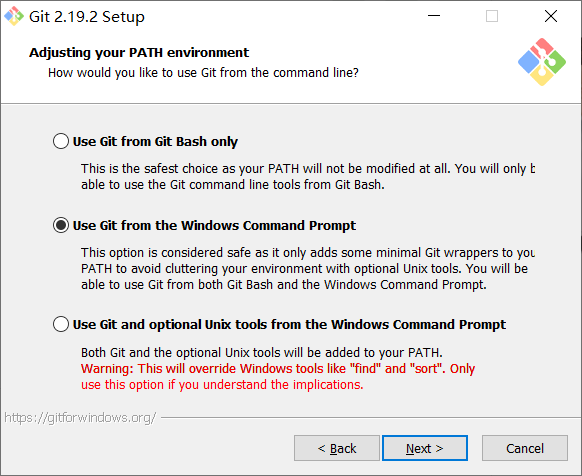 Git 2.19.2 Setup
Adjusting your PATH environment
How would you like to use Git from the command line?
Use Git from Git Bash only
This is the safest choice as your PATH will not be modified at all. You will only
able to use the Git command line tools from Git Bash.
Use Git from the Windows Command Prompt
This option is considered safe as it only adds some minimal Git wrappers to you
PATH to avoid cluttering your environment with optional Unix tools. You will be
able to use Git from both Git Bash and the Windows Command Prompt.
Use Git and optional Unix tools from the Windows Command Prompt
Both Git and the optional Unix tools will be added to your PATH.
Warning: This will override Windows tools like "find" and "sort". Only
use this option if you understand the implications.
https://gitforwindows.org/
< Back
Next >
Cancel